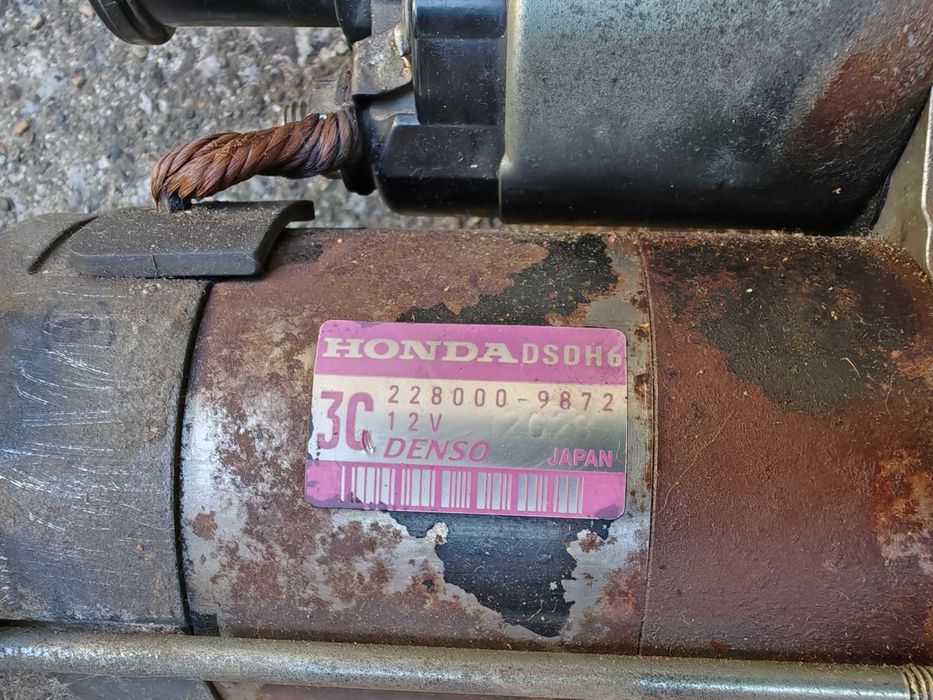 HONDA DSDH6
3C 228000-9872
12V
DENSO JAPAN